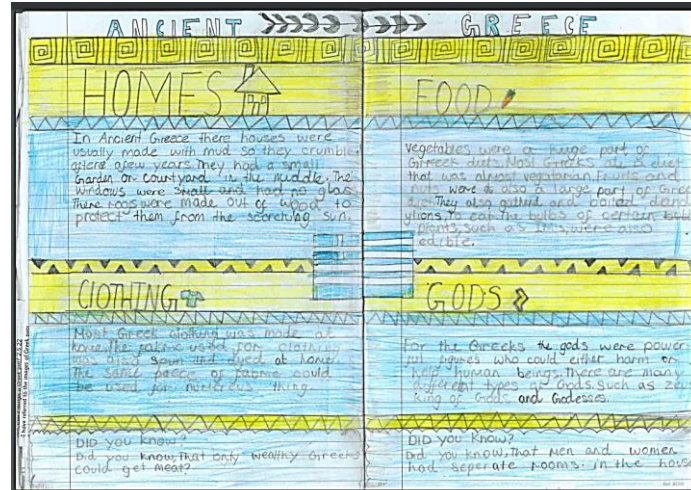 ANCIENT GREECE
HOMES
In Ancient Greece there houses were
usually made with mud so they crumble
after a few years. They had a small
Garden or courtyard in the middle. The
windows were small and had no glass
There roofs were made out of wood to
protect them from the scorching sun.
CLOTHING
Most Greek clothing was made at
home. The fabric used for clothing
was also spun and dyed at home
The same peece of fabric could
be used for numerous thing.
DiD you know?
Did you know, That only wealthy Greeks
could get meat?
FOOD
vegetables were a huge part of
Greek diets. Most Greeks ate a diet
that was almost vegatarian. Fruits and
nuts were also a large part of Greek
diet. They also gatherd and boiled dand
ylions, To eat. The bulbs of certain bulb
plants, such as Iris, were also
edible.
GODS
For the Greeks the gods were power
ful figures who could either harm or
help human beings. There are many
different types of Gods. Such as zeus
king of Gods and Godesses.
DiD you Know?
Did you know, That Men and women
had seperate rooms. in the house